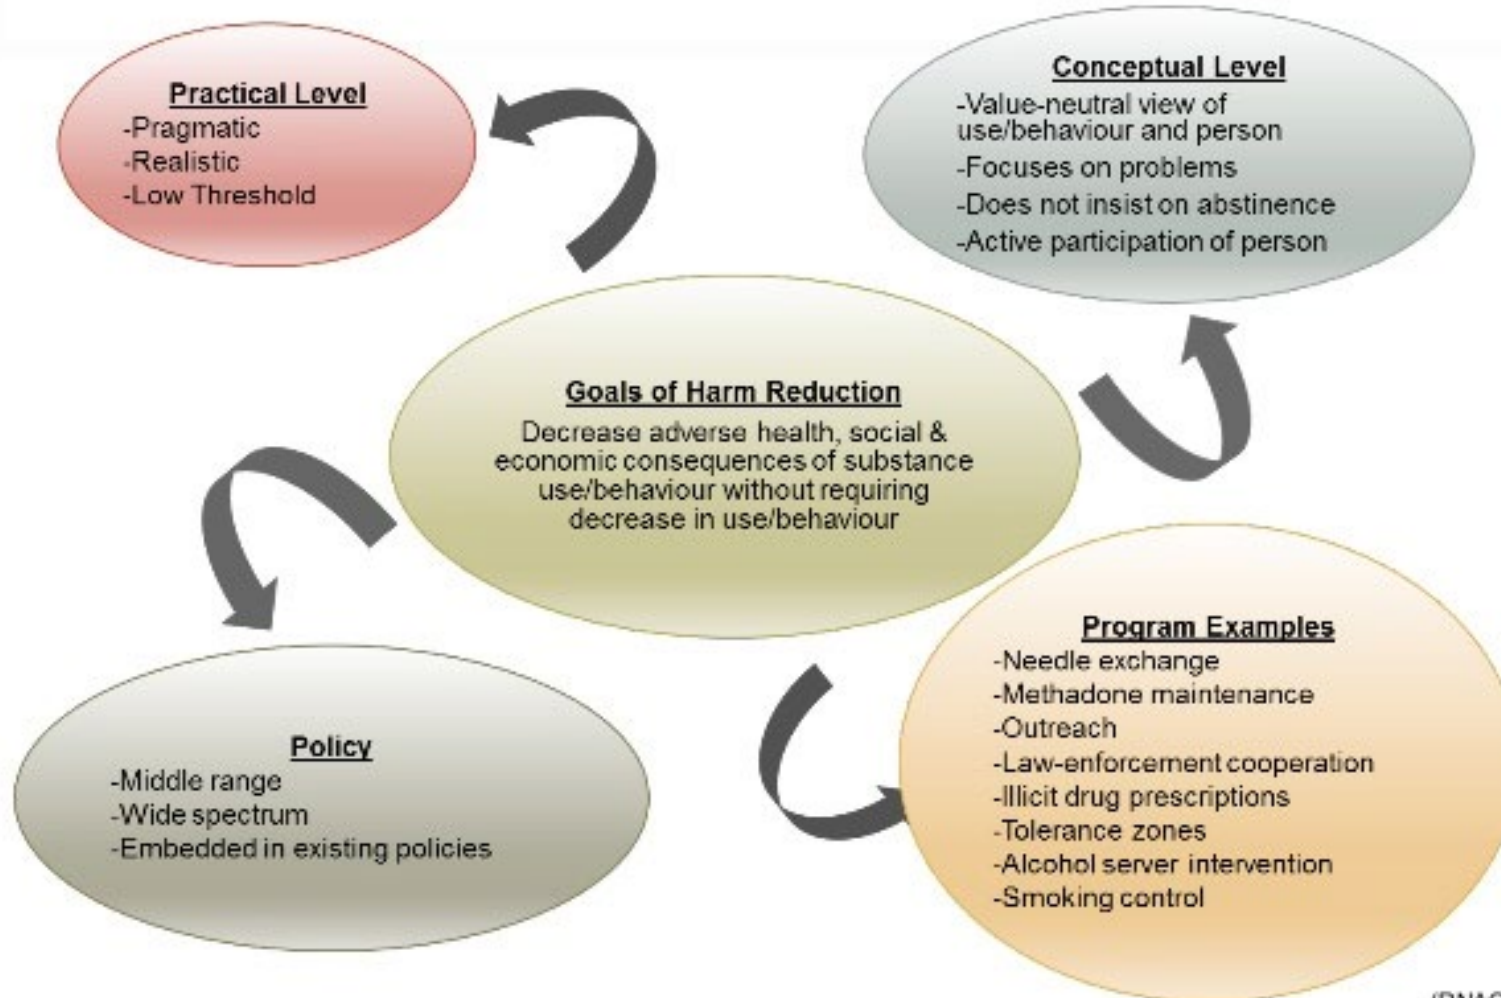 Practical Level
-Pragmatic
-Realistic
-Low Threshold
Conceptual Level
-Value-neutral view of
use/behaviour and person
-Focuses on problems
-Does not insist on abstinence
-Active participation of person
Goals of Harm Reduction
Decrease adverse health, social &
economic consequences of substance
use/behaviour without requiring
decrease in use/behaviour
Policy
-Middle range
-Wide spectrum
-Embedded in existing policies
Program Examples
-Needle exchange
-Methadone maintenance
-Outreach
-Law-enforcement cooperation
-Illicit drug prescriptions
-Tolerance zones
-Alcohol server intervention
-Smoking control